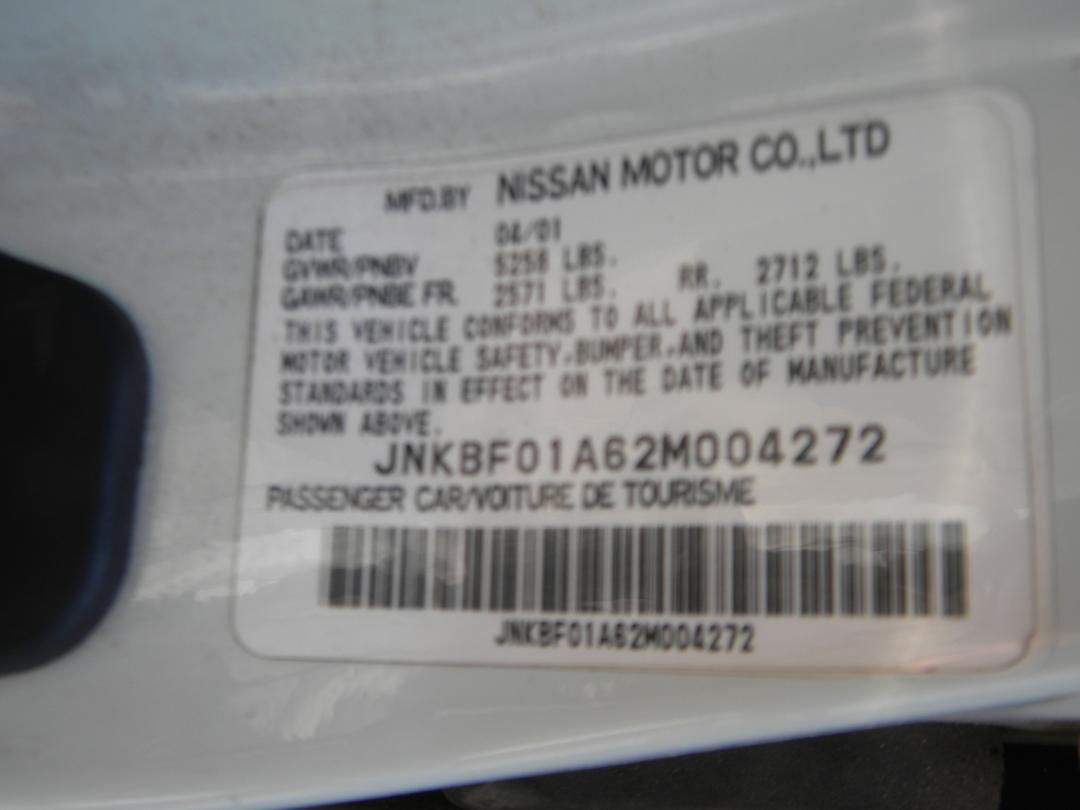 MFD.BY NISSAN MOTOR CO.,LTD
DATE 04/01
GVWR/PNBV 5258 LBS.
GAWR/PNBE FR. 2571 LBS. RR. 2712 LBS.
THIS VEHICLE CONFORMS TO ALL APPLICABLE FEDERAL
MOTOR VEHICLE SAFETY,BUMPER,AND THEFT PREVENTION
STANDARDS IN EFFECT ON THE DATE OF MANUFACTURE
SHOWN ABOVE.
JNKBF01A62M004272
PASSENGER CAR/VOITURE DE TOURISME
JNKBF01A62M004272